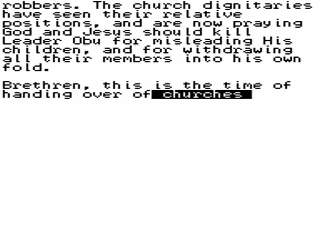 robbers. The church dignitaries
have seen their relative
positions, and are now praying
God and Jesus should kill
Leader Obu for misleading His
children, and for withdrawing
all their members into his own
fold.
Brethren, this is the time of
handing over of churches